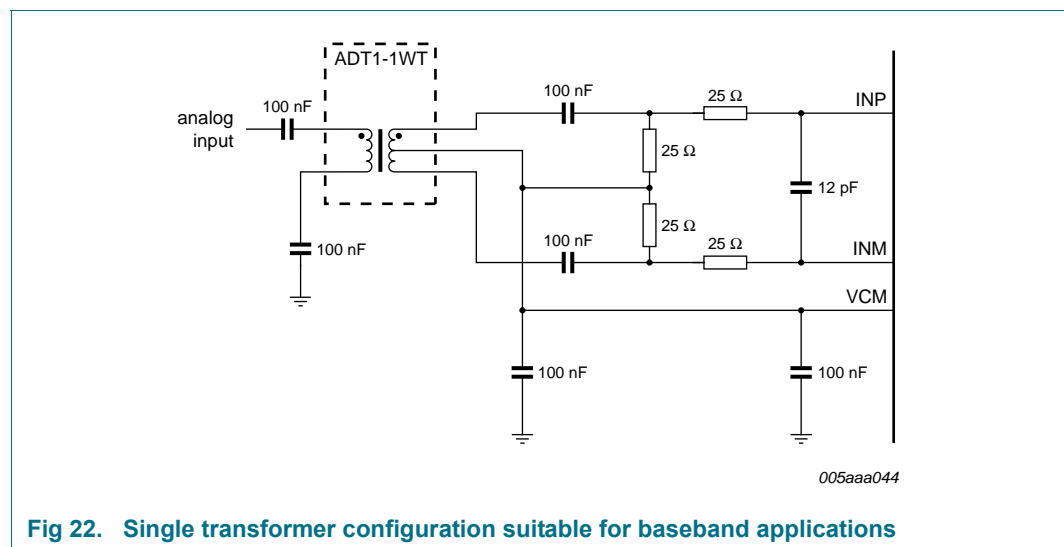 ADT1-1WT
100 nF
25 Ω
INP
100 nF
analog
input
25 Ω
12 pF
25 Ω
100 nF
100 nF
25 Ω
INM
VCM
100 nF
100 nF
005aaa044
Fig 22. Single transformer configuration suitable for baseband applications